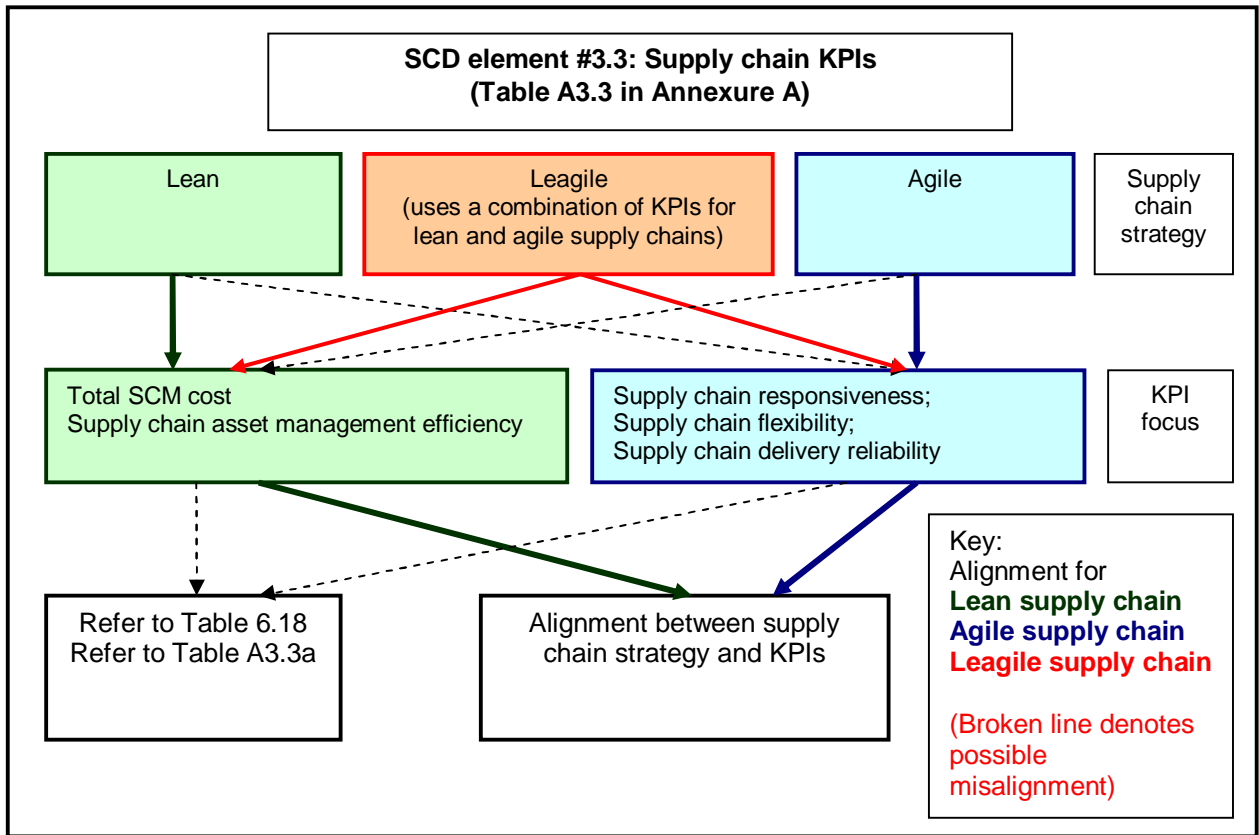 SCD element #3.3: Supply chain KPIs
(Table A3.3 in Annexure A)
Lean
Leagile
(uses a combination of KPIs for
lean and agile supply chains)
Agile
Supply
chain
strategy
Total SCM cost
Supply chain asset management efficiency
Supply chain responsiveness;
Supply chain flexibility;
Supply chain delivery reliability
KPI
focus
Refer to Table 6.18
Refer to Table A3.3a
Alignment between supply
chain strategy and KPIs
Key:
Alignment for
Lean supply chain
Agile supply chain
Leagile supply chain
(Broken line denotes
possible
misalignment)